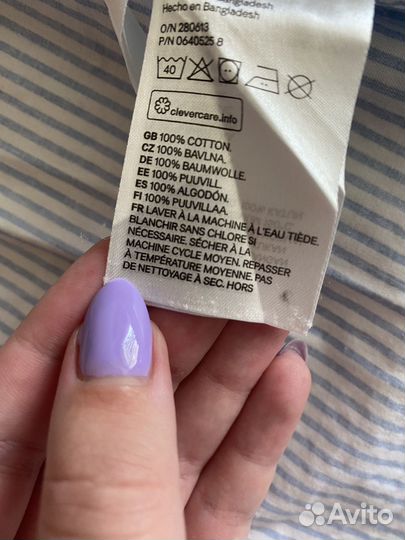 Bangladesh
Hecho en Bangladesh
O/N 280613
P/N 0640525 8
40
clevercare.info
GB 100% COTTON.
CZ 100% BAVLNA.
DE 100% BAUMWOLLE.
EE 100% PUUVILL.
ES 100% ALGODÓN.
FI 100% PUUVILLAA.
FR LAVER À LA MACHINE À L'EAU TIÈDE.
BLANCHIR SANS CHLORE SI
NÉCESSAIRE. SÉCHER À LA
MACHINE CYCLE MOYEN. REPASSER
À TEMPÉRATURE MOYENNE. PAS
DE NETTOYAGE À SEC. HORS
Avito